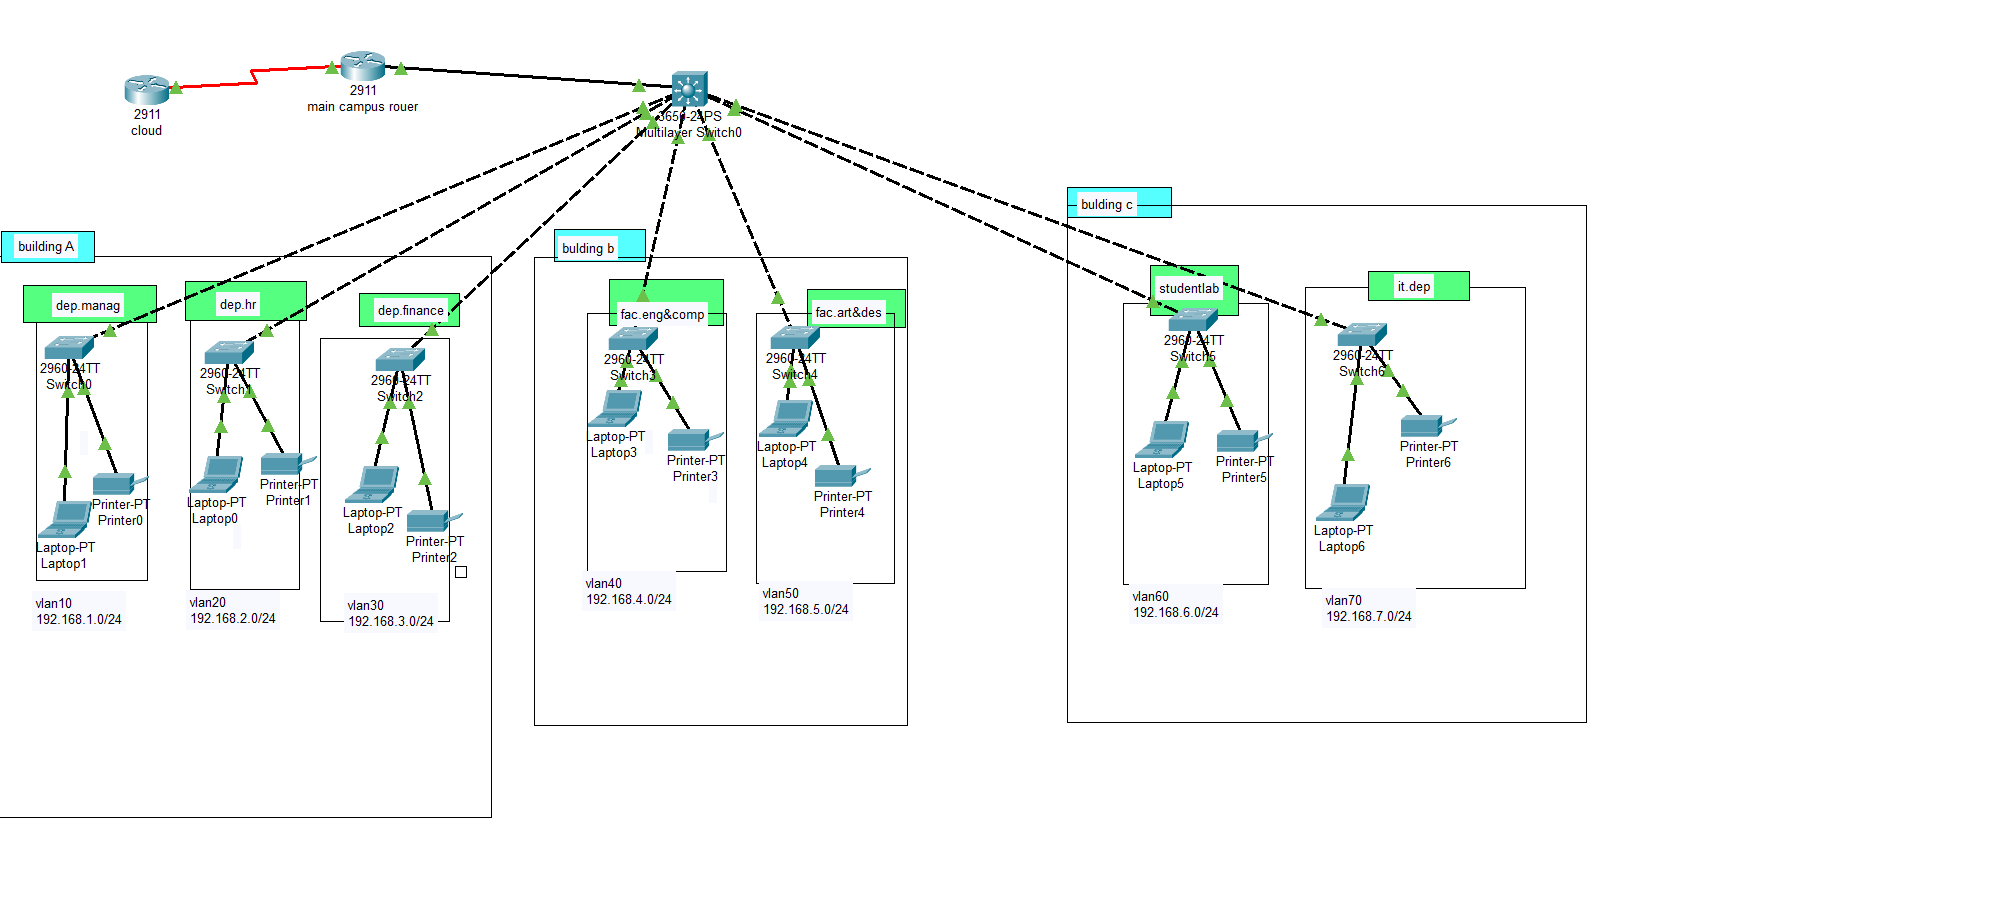 2911
cloud
2911
main campus rouer
3650-24PS
Multilayer Switch0
building A
dep.manag
2960-24TT
Switch0
Printer-PT
Printer0
Laptop-PT
Laptop1
vlan10
192.168.1.0/24
dep.hr
2960-24TT
Switch1
Laptop-PT
Laptop0
Printer-PT
Printer1
vlan20
192.168.2.0/24
dep.finance
2960-24TT
Switch2
Laptop-PT
Laptop2
Printer-PT
Printer2
vlan30
192.168.3.0/24
bulding b
fac.eng&comp
2960-24TT
Switch3
Laptop-PT
Laptop3
Printer-PT
Printer3
vlan40
192.168.4.0/24
fac.art&des
2960-24TT
Switch4
Laptop-PT
Laptop4
Printer-PT
Printer4
vlan50
192.168.5.0/24
bulding c
studentlab
2960-24TT
Switch5
Laptop-PT
Laptop5
Printer-PT
Printer5
vlan60
192.168.6.0/24
it.dep
2960-24TT
Switch6
Printer-PT
Printer6
Laptop-PT
Laptop6
vlan70
192.168.7.0/24